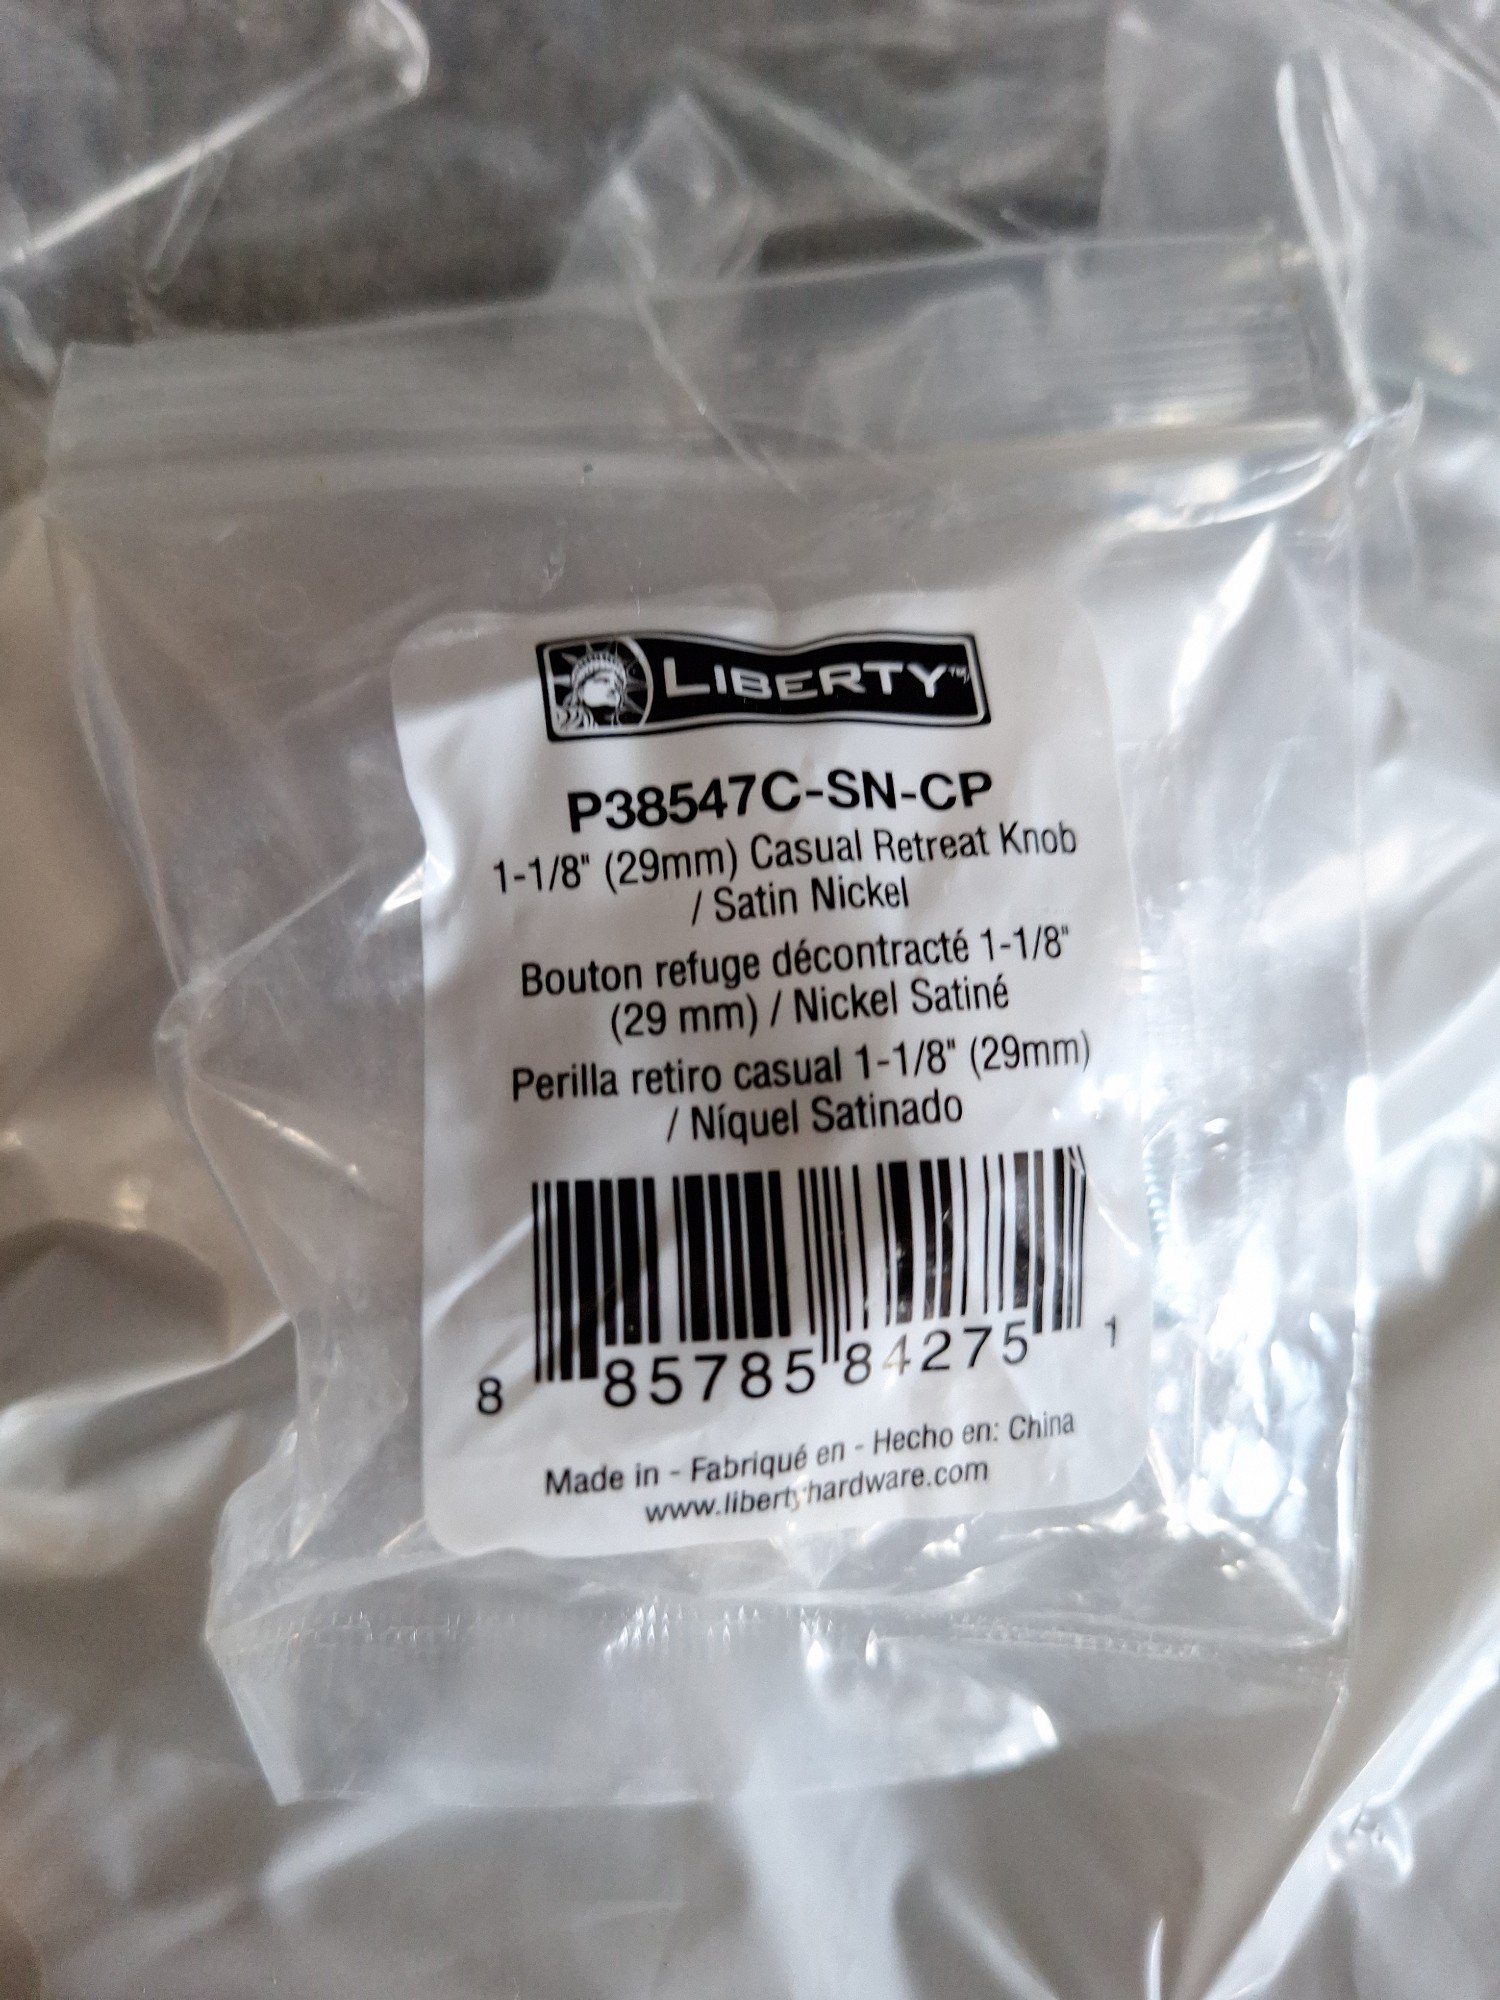 LIBERTY™
P38547C-SN-CP
1-1/8" (29mm) Casual Retreat Knob
/ Satin Nickel
Bouton refuge décontracté 1-1/8"
(29 mm) / Nickel Satiné
Perilla retiro casual 1-1/8" (29mm)
/ Níquel Satinado
8 85785 84275 1
Made in - Fabriqué en - Hecho en: China
www.libertyhardware.com